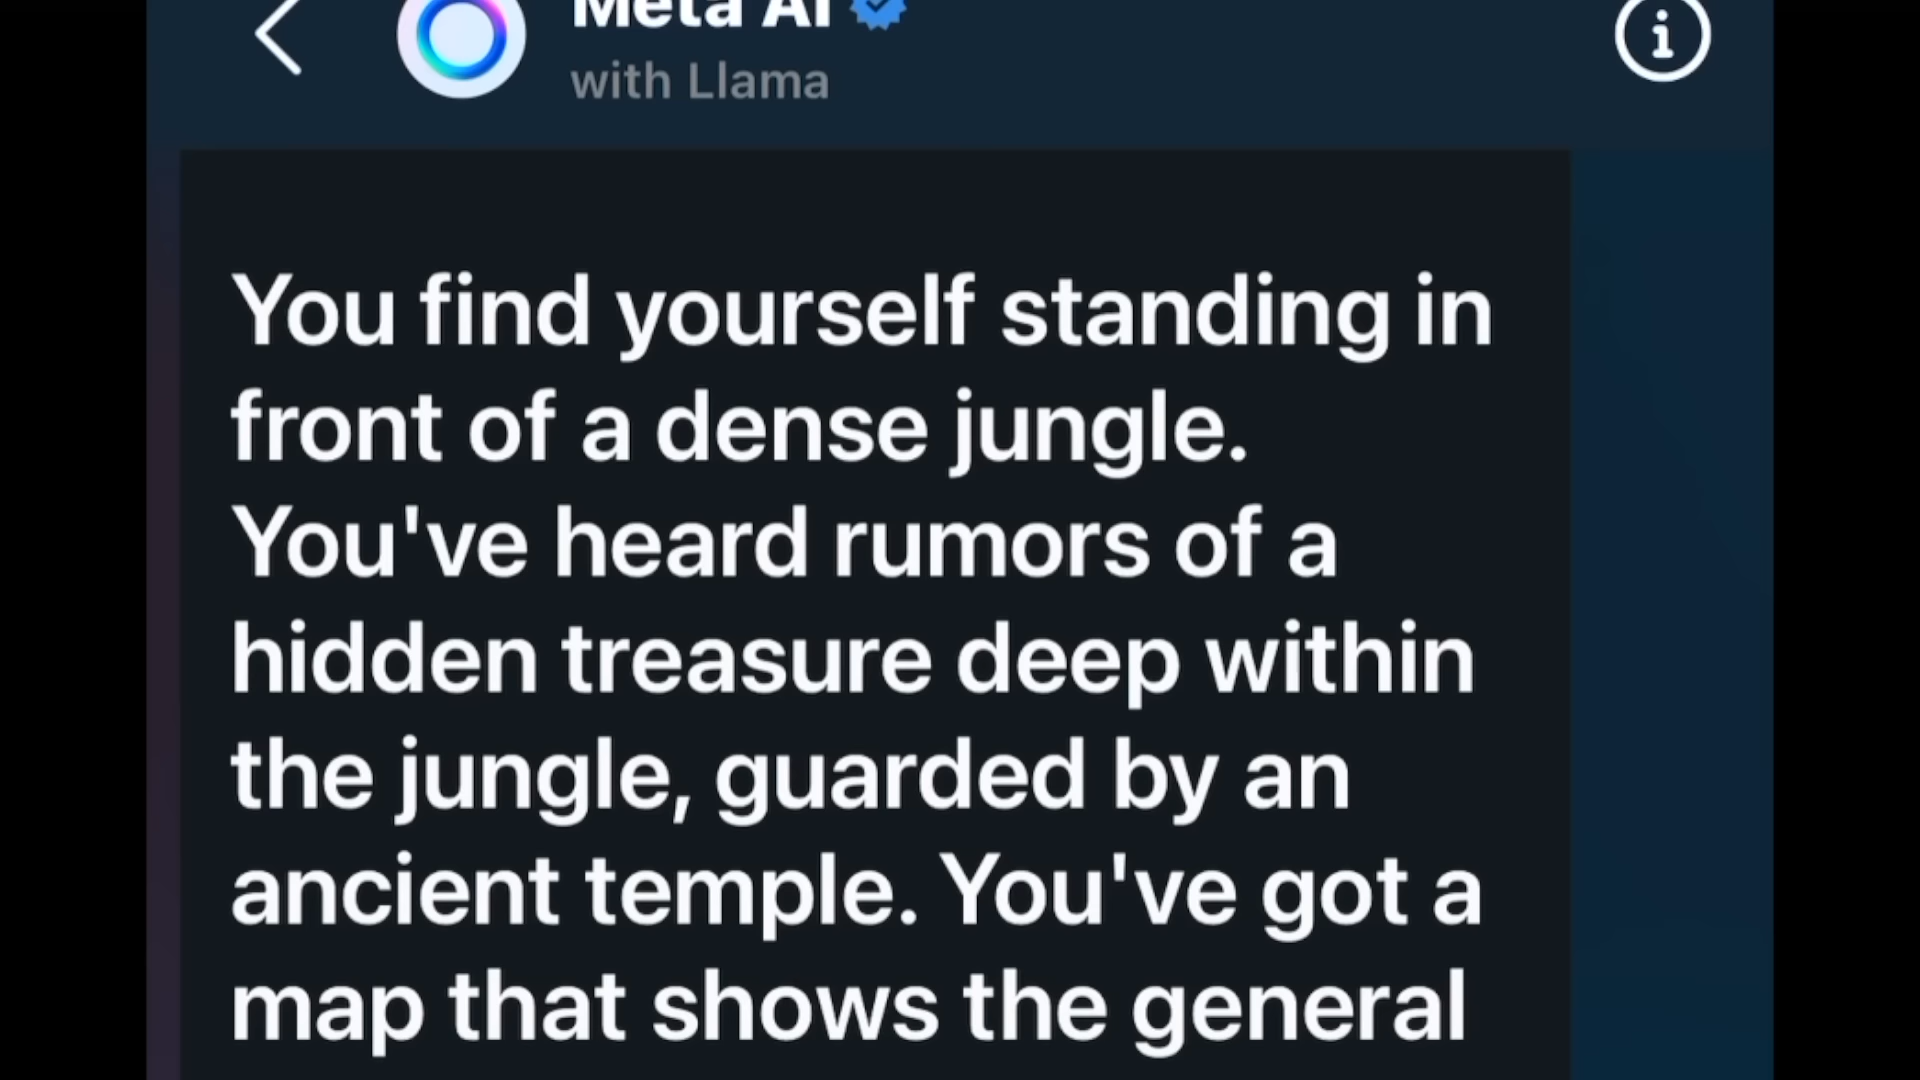 Meta AI
with Llama
You find yourself standing in
front of a dense jungle.
You've heard rumors of a
hidden treasure deep within
the jungle, guarded by an
ancient temple. You've got a
map that shows the general